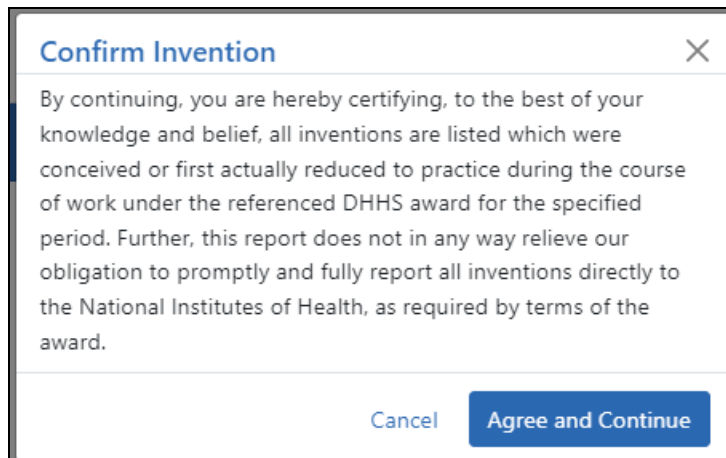 Confirm Invention
By continuing, you are hereby certifying, to the best of your
knowledge and belief, all inventions are listed which were
conceived or first actually reduced to practice during the course
of work under the referenced DHHS award for the specified
period. Further, this report does not in any way relieve our
obligation to promptly and fully report all inventions directly to
the National Institutes of Health, as required by terms of the
award.
Cancel Agree and Continue